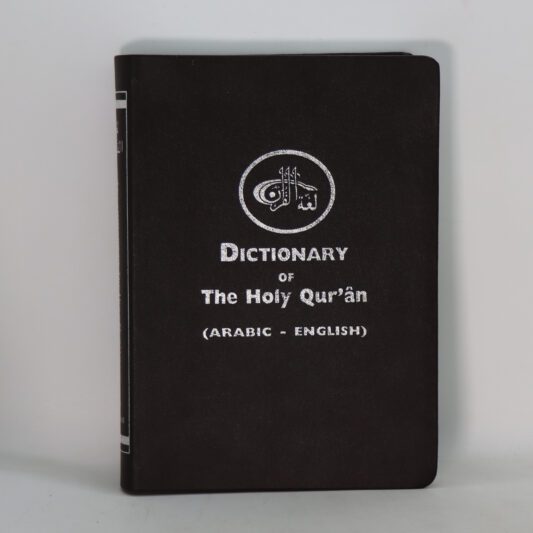 لغة القرآن
DICTIONARY
OF
The Holy Qur'ân
(ARABIC - ENGLISH)